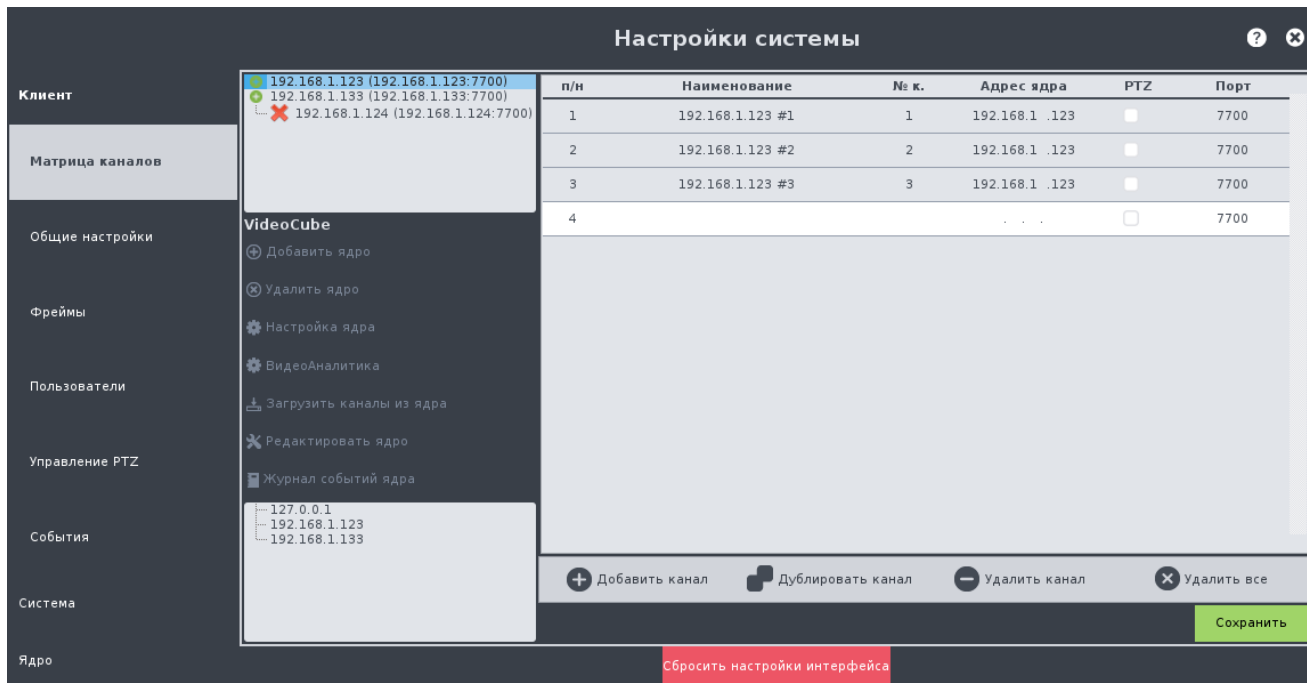 Настройки системы
Клиент
Матрица каналов
Общие настройки
Фреймы
Пользователи
Управление PTZ
События
Система
Ядро
192.168.1.123 (192.168.1.123:7700)
192.168.1.133 (192.168.1.133:7700)
192.168.1.124 (192.168.1.124:7700)
VideoCube
Добавить ядро
Удалить ядро
Настройка ядра
ВидеоАналитика
Загрузить каналы из ядра
Редактировать ядро
Журнал событий ядра
127.0.0.1
192.168.1.123
192.168.1.133
п/н Наименование № к. Адрес ядра PTZ Порт
1 192.168.1.123 #1 1 192.168.1 .123 7700
2 192.168.1.123 #2 2 192.168.1 .123 7700
3 192.168.1.123 #3 3 192.168.1 .123 7700
4 . . . 7700
Добавить канал Дублировать канал Удалить канал Удалить все
Сохранить
Сбросить настройки интерфейса